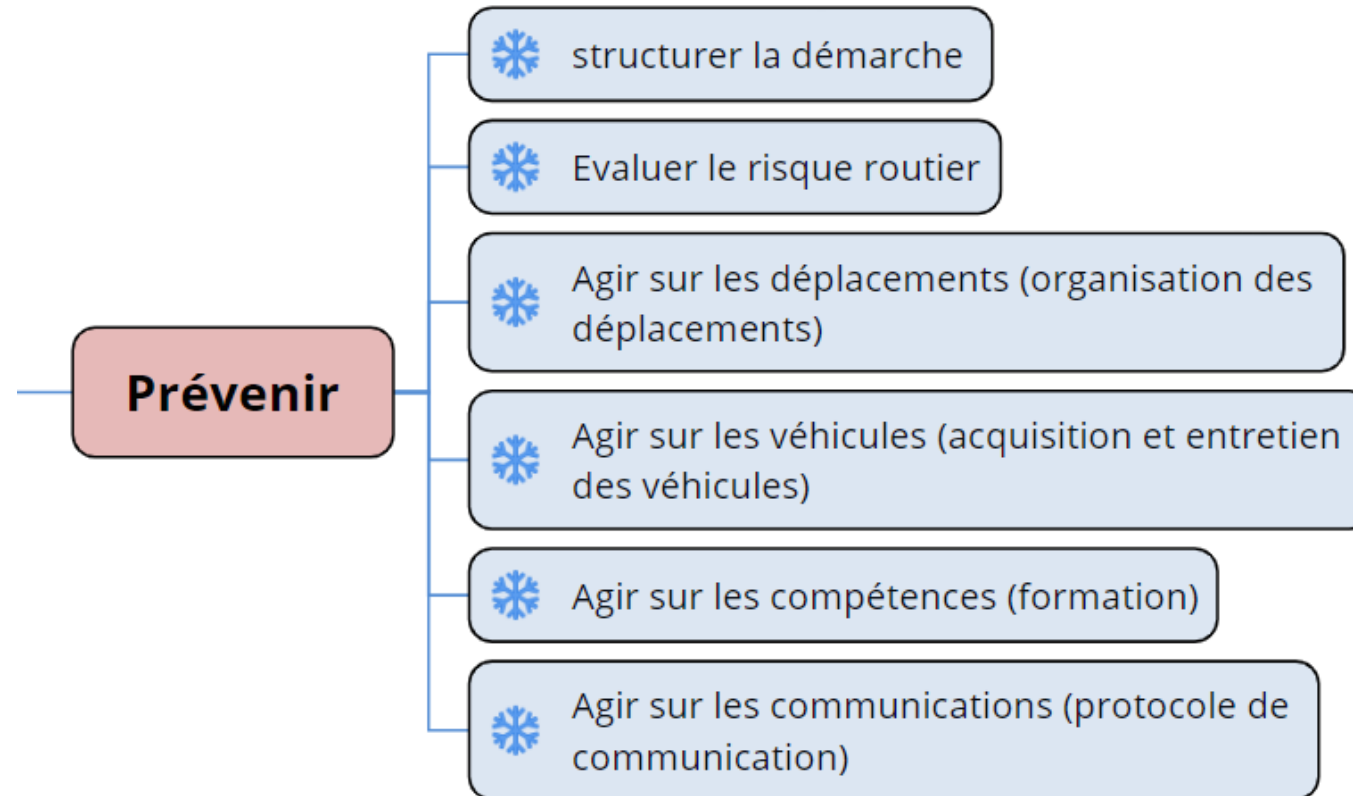 structurer la démarche
Evaluer le risque routier
Agir sur les déplacements (organisation des
déplacements)
Prévenir
Agir sur les véhicules (acquisition et entretien
des véhicules)
Agir sur les compétences (formation)
Agir sur les communications (protocole de
communication)